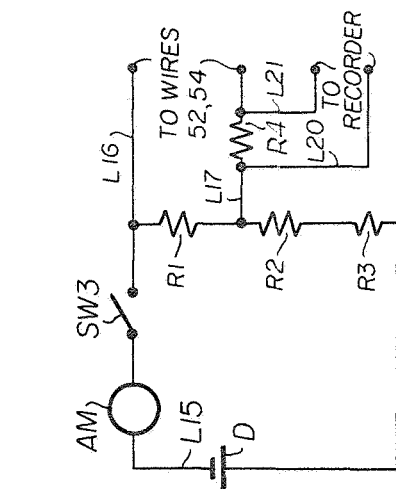 AM
SW3
L16
TO WIRES
52, 54
L15
D
R1
L17
R4
L21
L20
TO
RECORDER
R2
R3